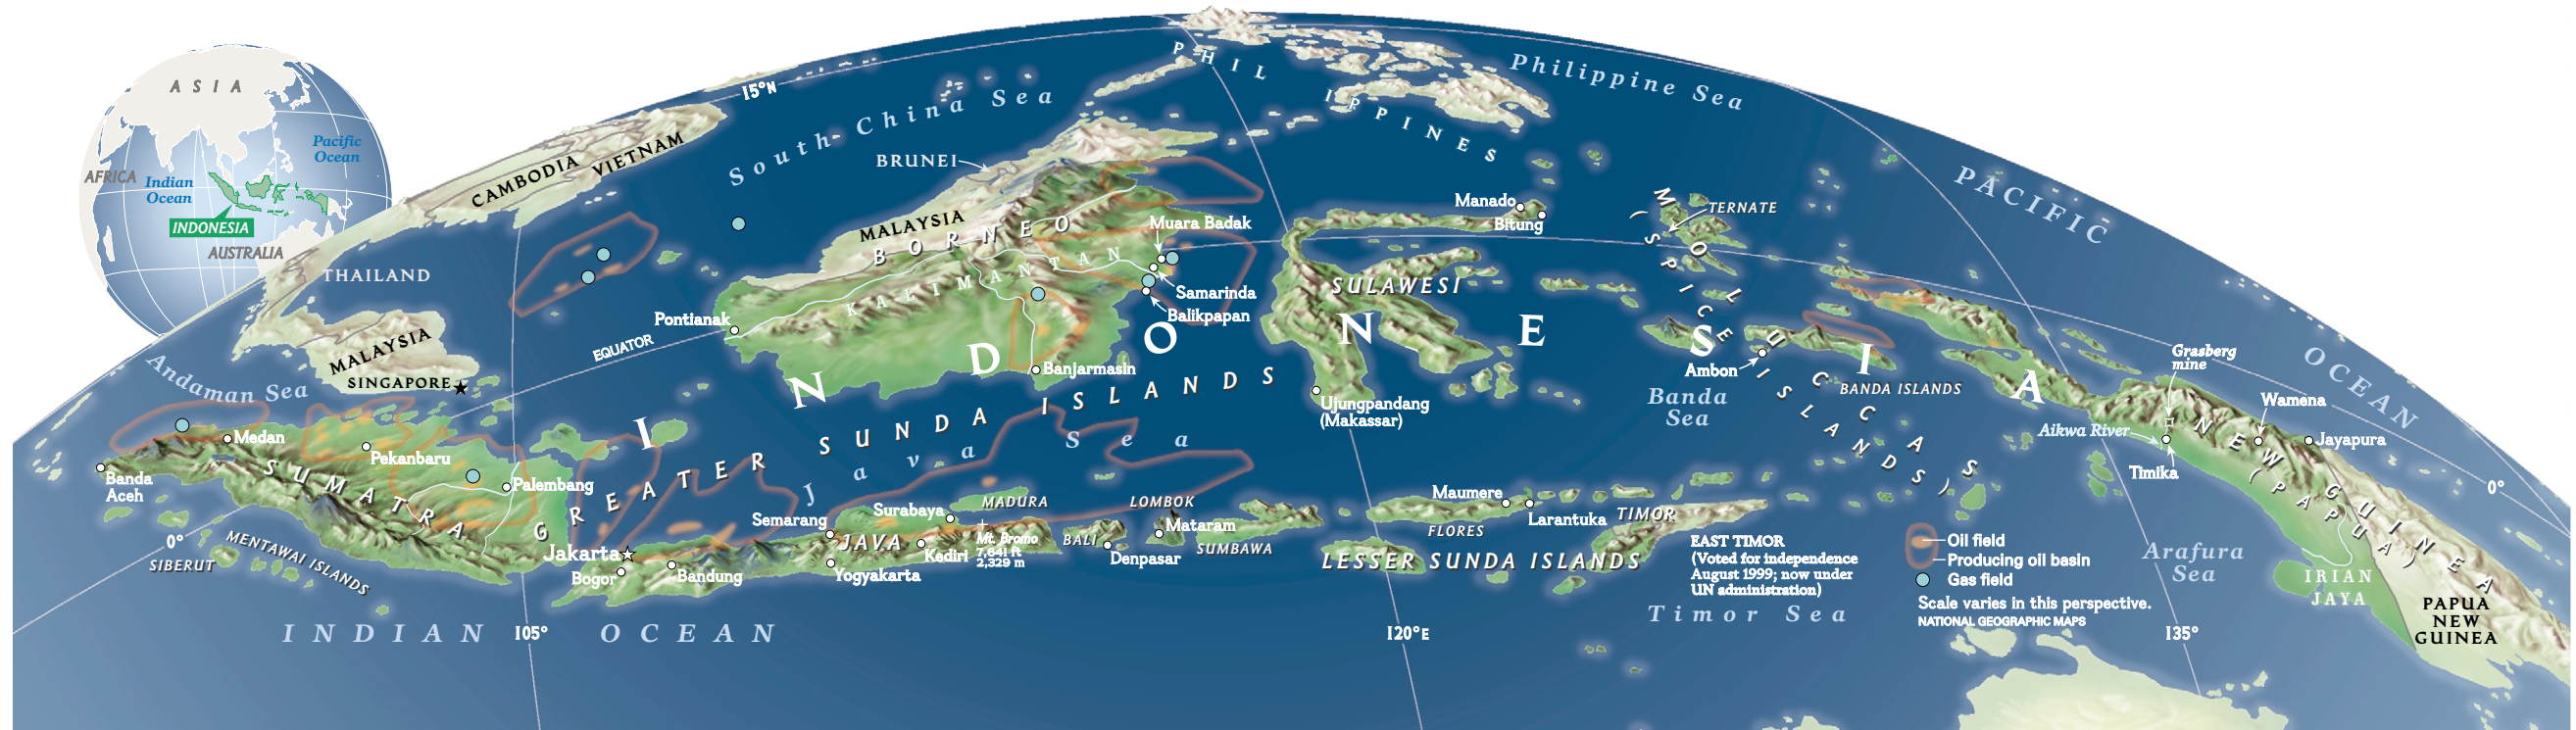 ASIA
Pacific
Ocean
AFRICA
Indian
Ocean
INDONESIA
AUSTRALIA
15°N
South China Sea
PHILIPPINES
Philippine Sea
PACIFIC
OCEAN
CAMBODIA
VIETNAM
THAILAND
BRUNEI
MALAYSIA
BORNEO
KALIMANTAN
Muara Badak
Samarinda
Balikpapan
Pontianak
Banjarmasin
EQUATOR
MALAYSIA
SINGAPORE
Andaman Sea
Manado
Bitung
SULAWESI
Ujungpandang
(Makassar)
TERNATE
MOLUCCAS
(SPICE ISLANDS)
Ambon
BANDA ISLANDS
Banda
Sea
INDONESIA
GREATER SUNDA ISLANDS
Java Sea
Medan
Banda
Aceh
Pekanbaru
Palembang
SUMATRA
0°
SIBERUT
MENTAWAI ISLANDS
Jakarta
Bogor
Bandung
Semarang
JAVA
Yogyakarta
Surabaya
Kediri
MADURA
Mt. Bromo
7,641 ft
2,329 m
BALI
Denpasar
LOMBOK
Mataram
SUMBAWA
Maumere
Larantuka
FLORES
TIMOR
LESSER SUNDA ISLANDS
EAST TIMOR
(Voted for independence
August 1999; now under
UN administration)
Timor Sea
Grasberg
mine
Wamena
Jayapura
Aikwa River
Timika
NEW GUINEA
(PAPUA)
0°
Arafura
Sea
IRIAN
JAYA
PAPUA
NEW
GUINEA
INDIAN OCEAN
105°
120°E
135°
Oil field
Producing oil basin
Gas field
Scale varies in this perspective.
NATIONAL GEOGRAPHIC MAPS